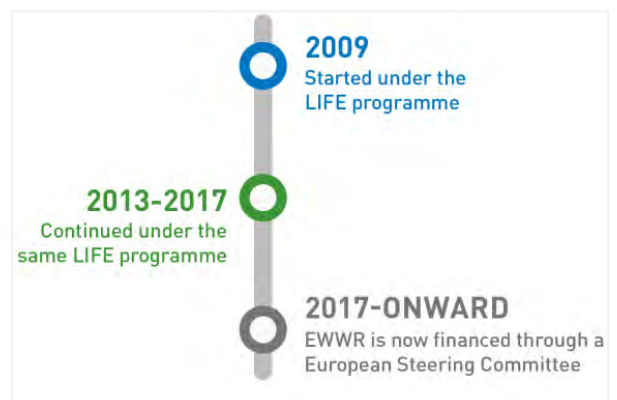 2009
Started under the
LIFE programme
2013-2017
Continued under the
same LIFE programme
2017-ONWARD
EWWR is now financed through a
European Steering Committee